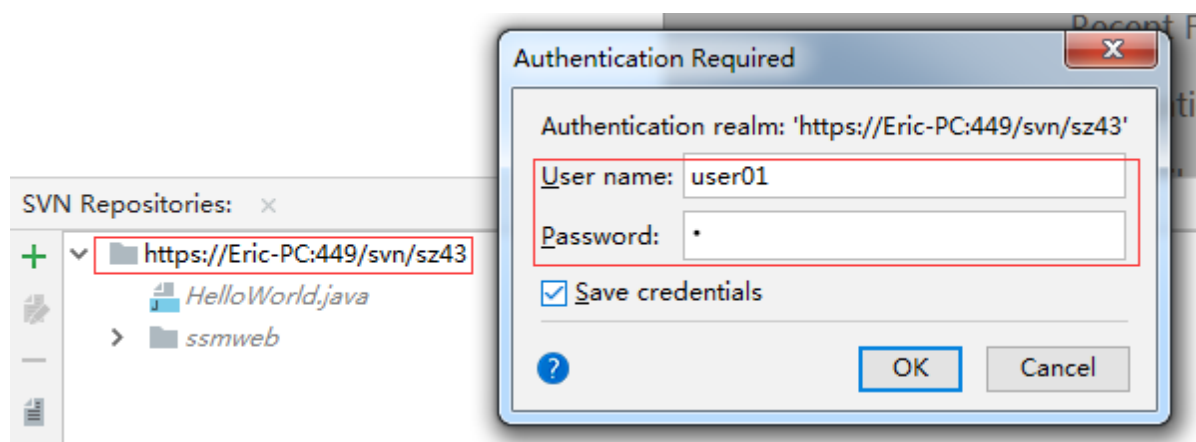 Recent F
Authentication Required
Authentication realm: 'https://Eric-PC:449/svn/sz43'
User name: user01
Password: •
Save credentials
OK Cancel
SVN Repositories:
https://Eric-PC:449/svn/sz43
HelloWorld.java
ssmweb